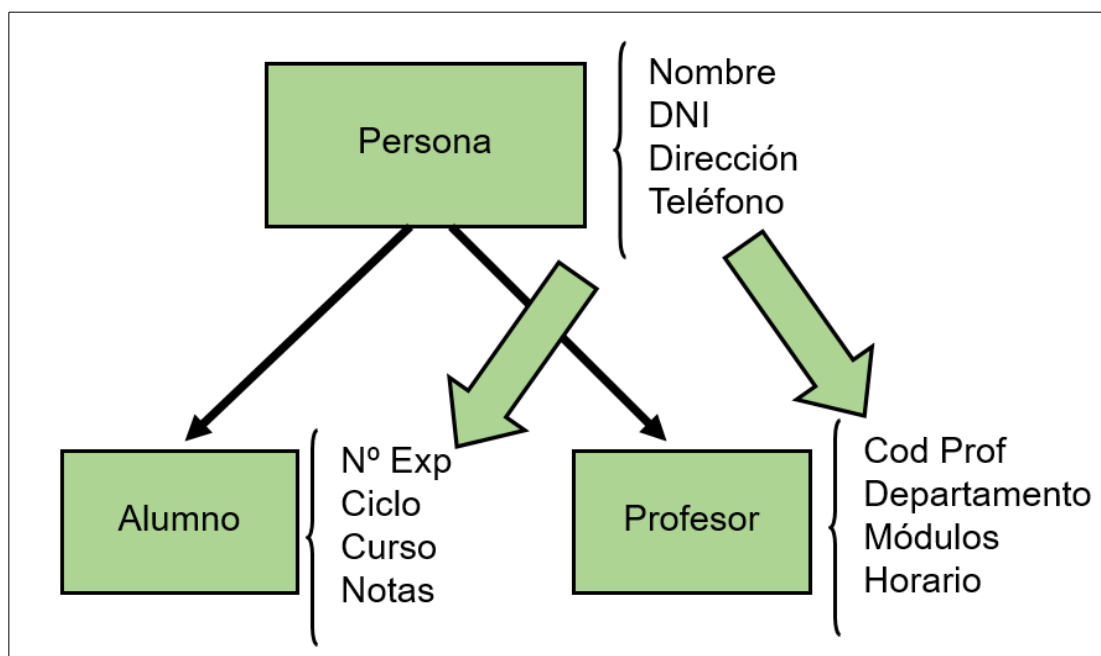 Persona
Nombre
DNI
Dirección
Teléfono
Alumno
Nº Exp
Ciclo
Curso
Notas
Profesor
Cod Prof
Departamento
Módulos
Horario